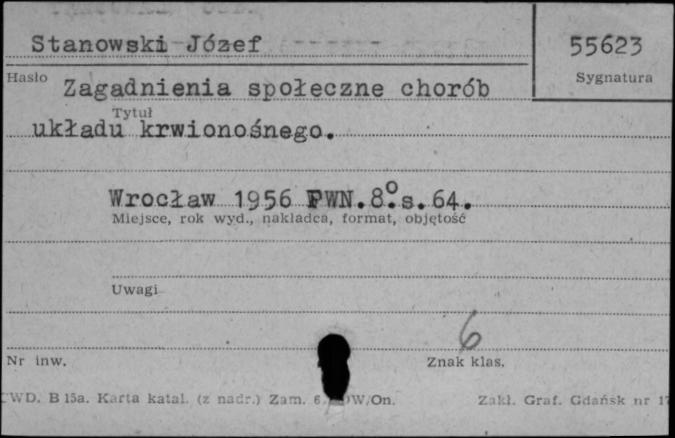 Stanowski Józef
55623
Hasło
Sygnatura
Zagadnienia społeczne chorób
Tytuł
układu krwionośnego.
Wrocław 1956 PWN.8°s.64.
Miejsce, rok wyd., nakładca, format, objętość
Uwagi
6
Nr inw.
Znak klas.
CWD. B 15a. Karta katal. (z nadr.) Zam. 6. OW/On.
Zakł. Graf. Gdańsk nr